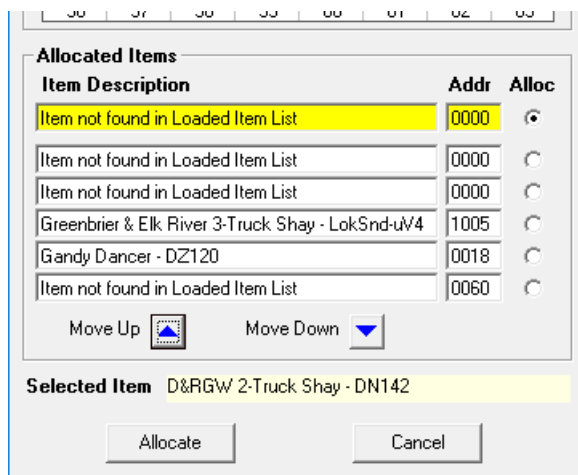 Allocated Items
Item Description Addr Alloc
Item not found in Loaded Item List 0000
Item not found in Loaded Item List 0000
Item not found in Loaded Item List 0000
Greenbrier & Elk River 3-Truck Shay - LokSnd-uV4 1005
Gandy Dancer - DZ120 0018
Item not found in Loaded Item List 0060
Move Up Move Down
Selected Item D&RGW 2-Truck Shay - DN142
Allocate Cancel